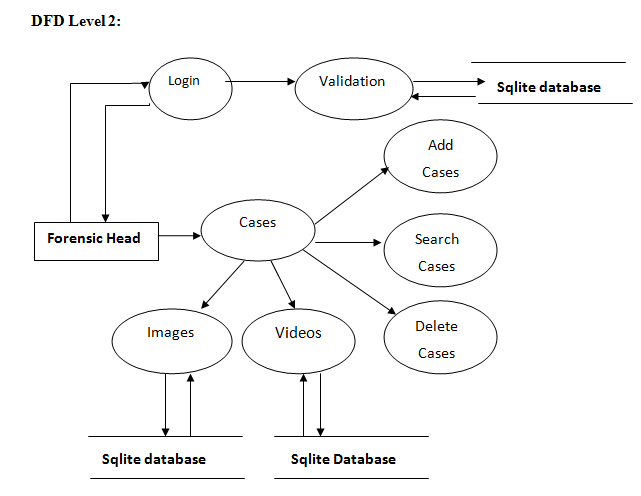 DFD Level 2:
Login
Validation
Sqlite database
Add
Cases
Forensic Head
Cases
Search
Cases
Images
Videos
Delete
Cases
Sqlite database
Sqlite Database